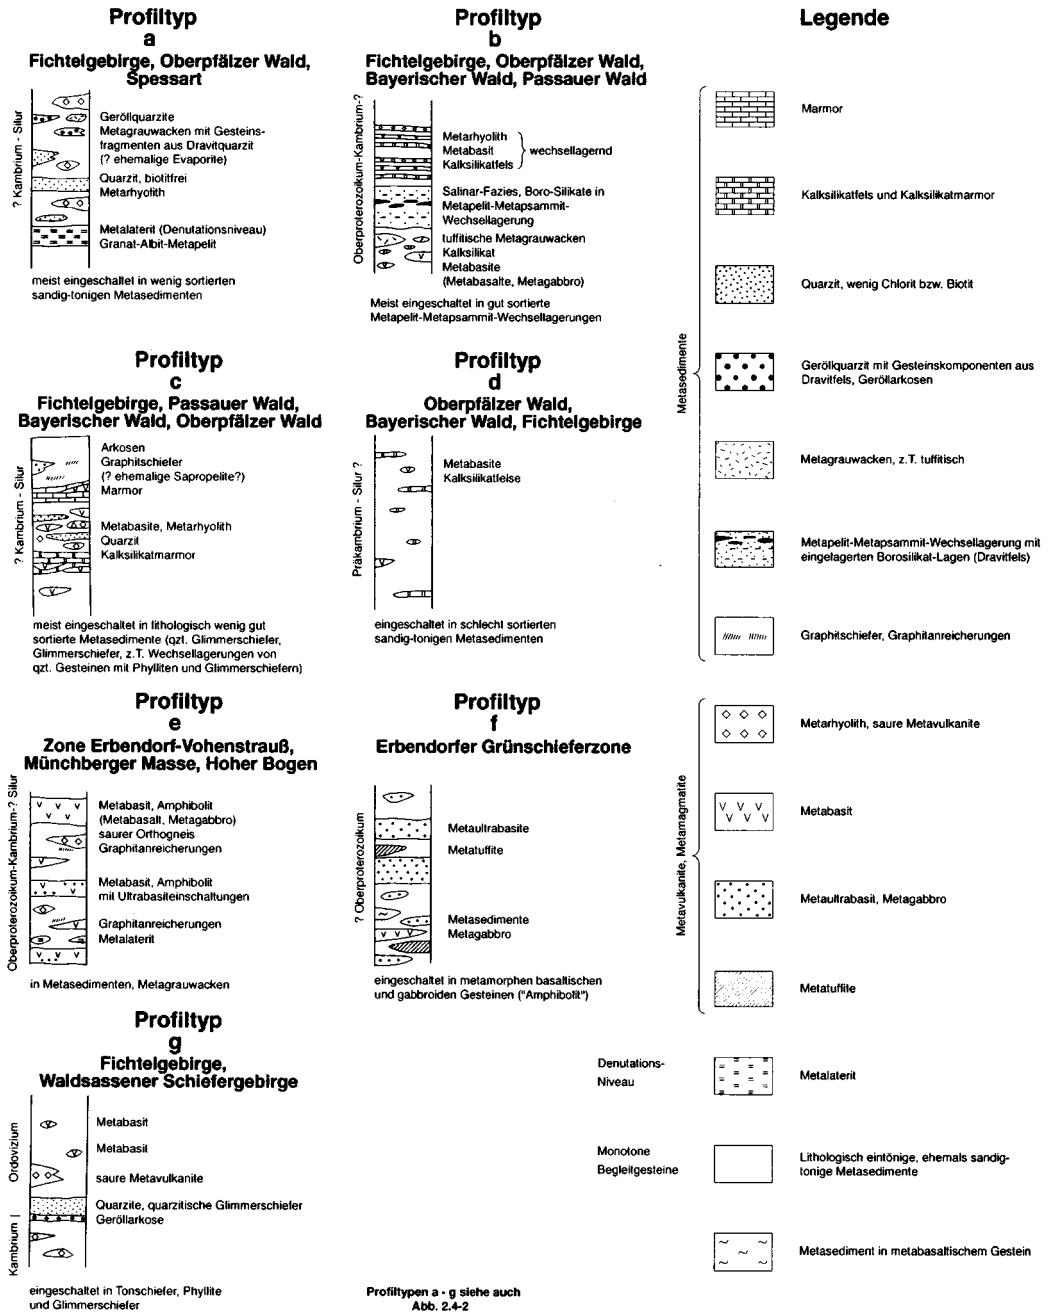 Profiltyp
a
Fichtelgebirge, Oberpfälzer Wald,
Spessart
? Kambrium - Silur
Geröllquarzite
Metagrauwacken mit Gesteins-
fragmenten aus Dravitquarzit
(? ehemalige Evaporite)
Quarzit, biotitfrei
Metarhyolith
Metalaterit (Denutationsniveau)
Granat-Albit-Metapelit
meist eingeschaltet in wenig sortierten
sandig-tonigen Metasedimenten
Profiltyp
b
Fichtelgebirge, Oberpfälzer Wald,
Bayerischer Wald, Passauer Wald
Oberproterozoikum-Kambrium-?
Metarhyolith
Metabasit
Kalksilikatfels
wechsellagernd
Salinar-Fazies, Boro-Silikate in
Metapelit-Metapsammit-
Wechsellagerung
tuffitische Metagrauwacken
Kalksilikat
Metabasite
(Metabasalte, Metagabbro)
Meist eingeschaltet in gut sortierte
Metapelit-Metapsammit-Wechsellagerungen
Profiltyp
c
Fichtelgebirge, Passauer Wald,
Bayerischer Wald, Oberpfälzer Wald
? Kambrium - Silur
Arkosen
Graphitschiefer
(? ehemalige Sapropelite?)
Marmor
Metabasite, Metarhyolith
Quarzit
Kalksilikatmarmor
meist eingeschaltet in lithologisch wenig gut
sortierte Metasedimente (qzt. Glimmerschiefer,
Glimmerschiefer, z.T. Wechsellagerungen von
qzt. Gesteinen mit Phylliten und Glimmerschiefern)
Profiltyp
d
Oberpfälzer Wald,
Bayerischer Wald, Fichtelgebirge
Präkambrium - Silur ?
Metabasite
Kalksilikatfelse
eingeschaltet in schlecht sortierten
sandig-tonigen Metasedimenten
Profiltyp
e
Zone Erbendorf-Vohenstrauß,
Münchberger Masse, Hoher Bogen
Oberproterozoikum-Kambrium-? Silur
Metabasit, Amphibolit
(Metabasalt, Metagabbro)
saurer Orthogneis
Graphitanreicherungen
Metabasit, Amphibolit
mit Ultrabasiteinschaltungen
Graphitanreicherungen
Metalaterit
in Metasedimenten, Metagrauwacken
Profiltyp
f
Erbendorfer Grünschieferzone
? Oberproterozoikum
Metaultrabasite
Metatuffite
Metasedimente
Metagabbro
eingeschaltet in metamorphen basaltischen
und gabbroiden Gesteinen ("Amphibolit")
Profiltyp
g
Fichtelgebirge,
Waldsassener Schiefergebirge
Kambrium | Ordovizium
Metabasit
Metabasit
saure Metavulkanite
Quarzite, quarzitische Glimmerschiefer
Geröllarkose
eingeschaltet in Tonschiefer, Phyllite
und Glimmerschiefer
Profiltypen a - g siehe auch
Abb. 2.4-2
Legende
Metasedimente
Marmor
Kalksilikatfels und Kalksilikatmarmor
Quarzit, wenig Chlorit bzw. Biotit
Geröllquarzit mit Gesteinskomponenten aus
Dravitfels, Geröllarkosen
Metagrauwacken, z.T. tuffitisch
Metapelit-Metapsammit-Wechsellagerung mit
eingelagerten Borosilikat-Lagen (Dravitfels)
Graphitschiefer, Graphitanreicherungen
Metavulkanite, Metamagmatite
Metarhyolith, saure Metavulkanite
Metabasit
Metaultrabasit, Metagabbro
Metatuffite
Denutations-
Niveau
Metalaterit
Monotone
Begleitgesteine
Lithologisch eintönige, ehemals sandig-
tonige Metasedimente
Metasediment in metabasaltischem Gestein